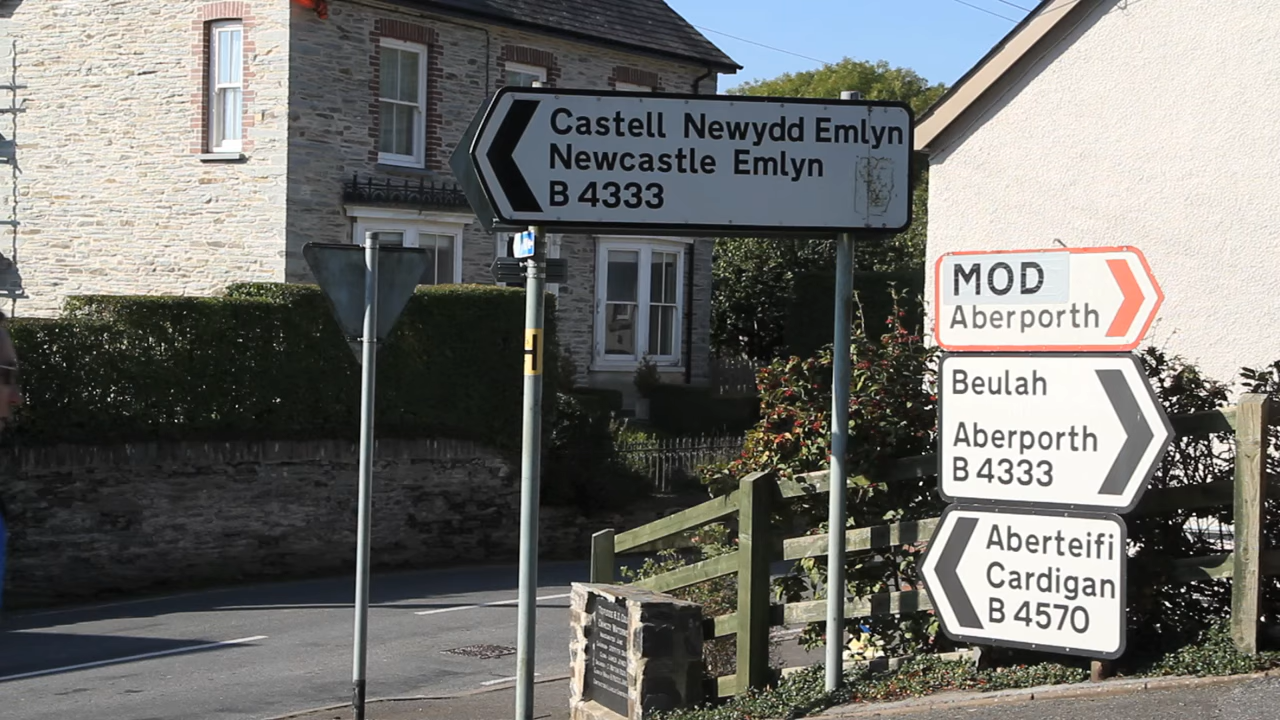 Castell Newydd Emlyn
Newcastle Emlyn
B 4333
H
MOD
Aberporth
Beulah
Aberporth
B 4333
Aberteifi
Cardigan
B 4570